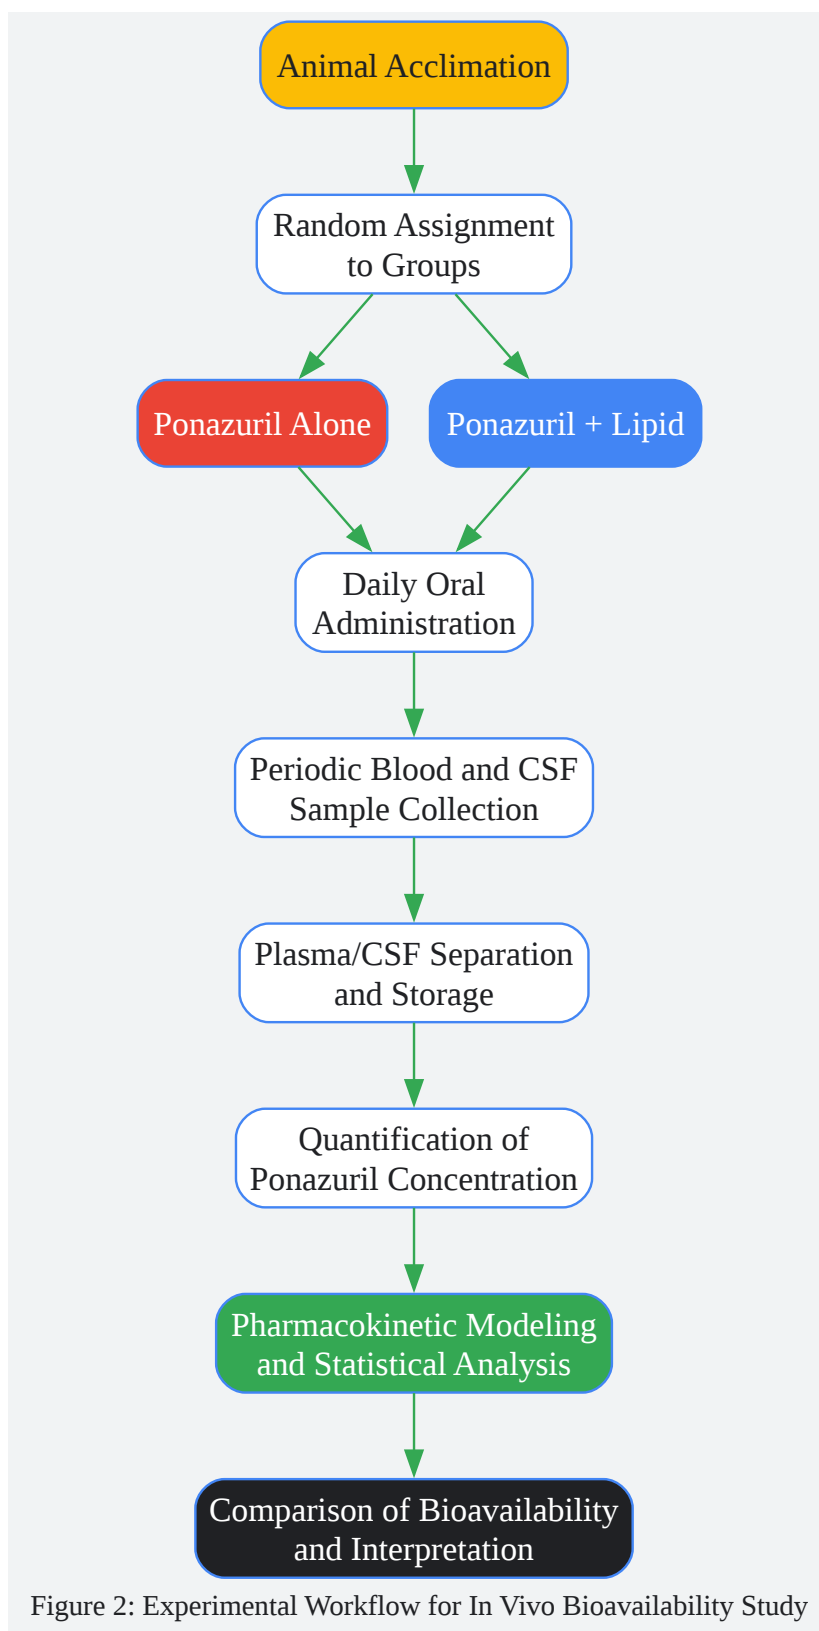 Animal Acclimation
Random Assignment
to Groups
Ponazuril Alone
Ponazuril + Lipid
Daily Oral
Administration
Periodic Blood and CSF
Sample Collection
Plasma/CSF Separation
and Storage
Quantification of
Ponazuril Concentration
Pharmacokinetic Modeling
and Statistical Analysis
Comparison of Bioavailability
and Interpretation
Figure 2: Experimental Workflow for In Vivo Bioavailability Study